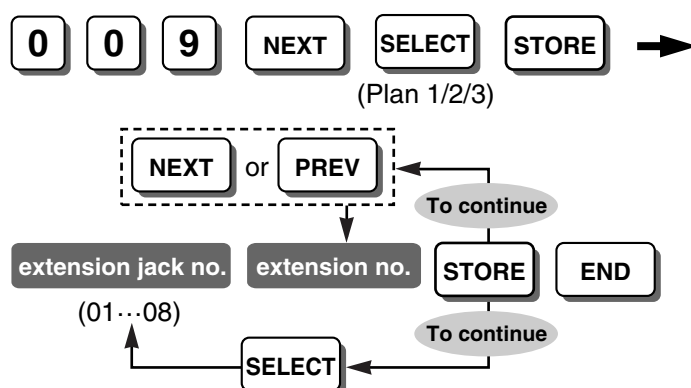 0 0 9 NEXT SELECT STORE
(Plan 1/2/3)
NEXT or PREV
To continue
extension jack no. extension no. STORE END
(01···08)
To continue
SELECT